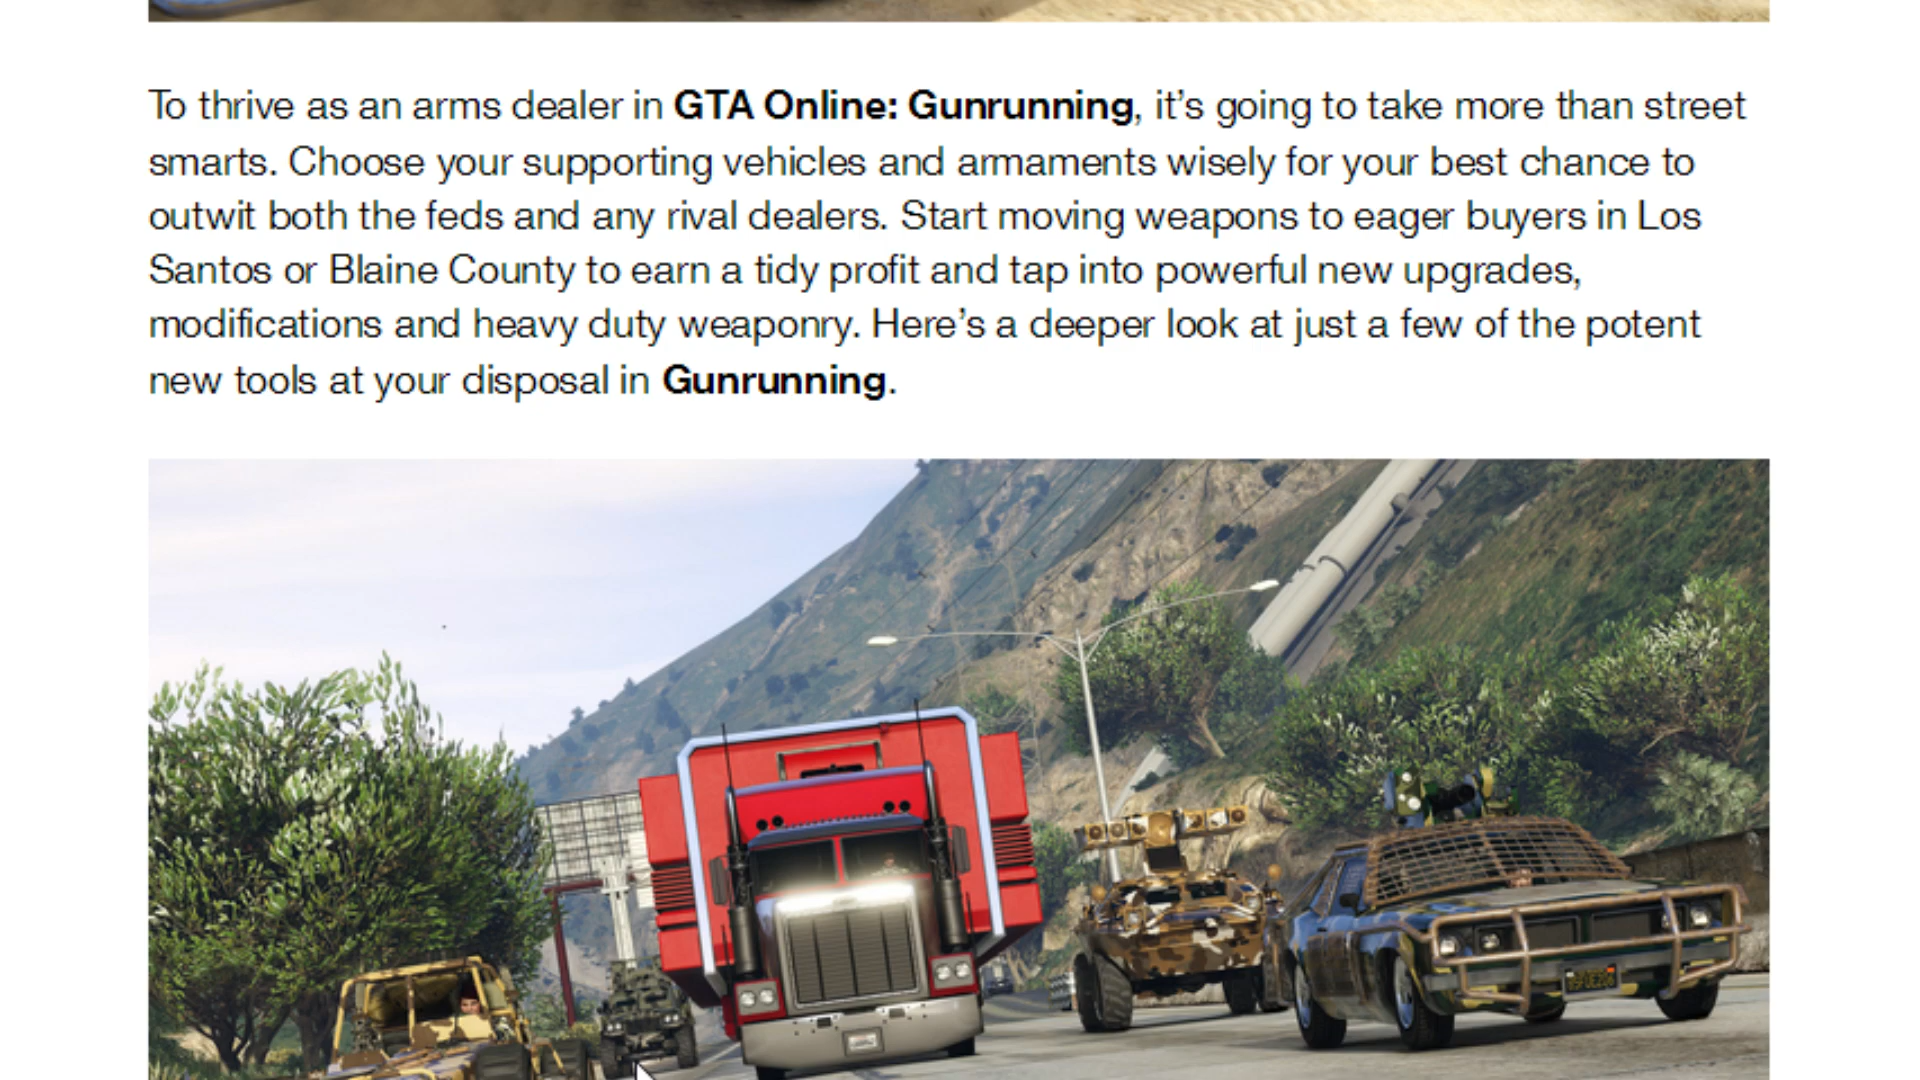 To thrive as an arms dealer in GTA Online: Gunrunning, it’s going to take more than street
smarts. Choose your supporting vehicles and armaments wisely for your best chance to
outwit both the feds and any rival dealers. Start moving weapons to eager buyers in Los
Santos or Blaine County to earn a tidy profit and tap into powerful new upgrades,
modifications and heavy duty weaponry. Here’s a deeper look at just a few of the potent
new tools at your disposal in Gunrunning.